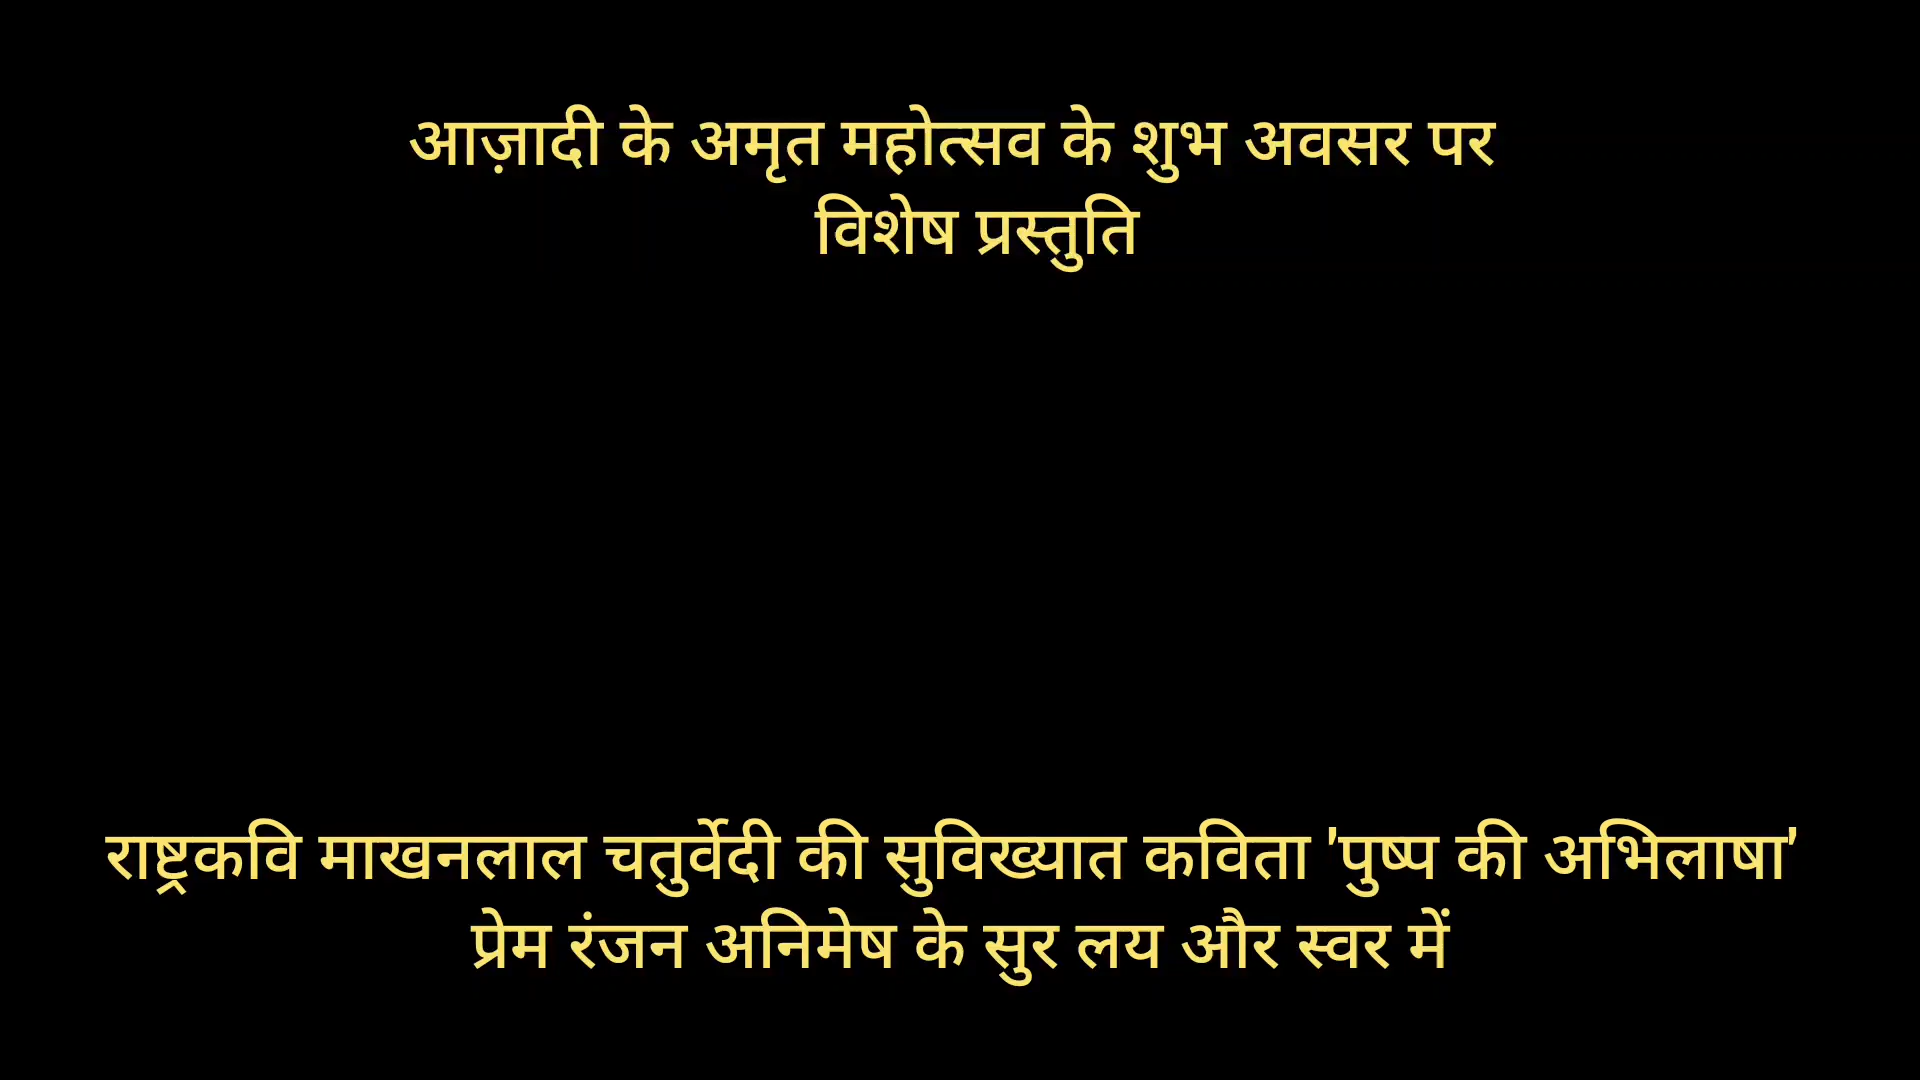 आज़ादी के अमृत महोत्सव के शुभ अवसर पर
विशेष प्रस्तुति
राष्ट्रकवि माखनलाल चतुर्वेदी की सुविख्यात कविता 'पुष्प की अभिलाषा'
प्रेम रंजन अनिमेष के सुर लय और स्वर में